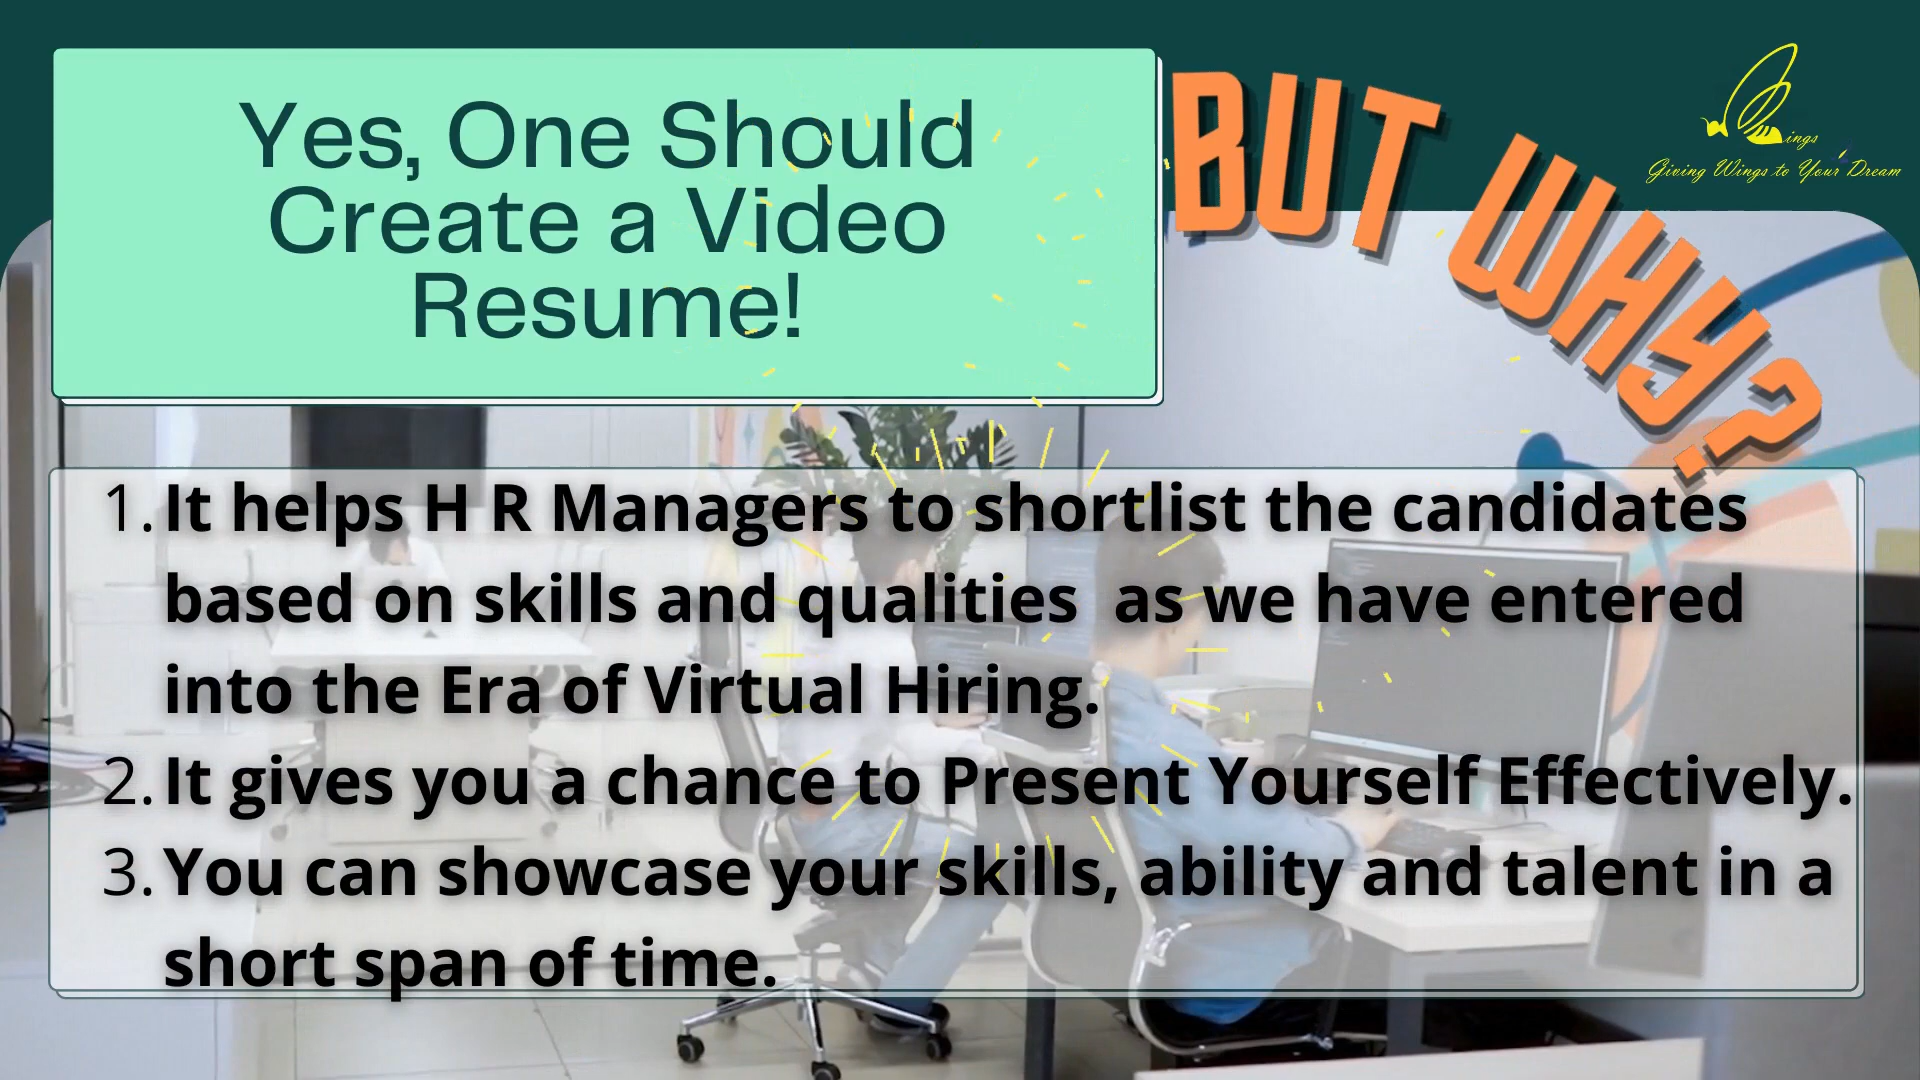 Yes, One Should
Create a Video
Resume!
BUT WHY?
ings
Giving Wings to Your Dream
1. It helps H R Managers to shortlist the candidates
based on skills and qualities  as we have entered
into the Era of Virtual Hiring.
2. It gives you a chance to Present Yourself Effectively.
3. You can showcase your skills, ability and talent in a
short span of time.